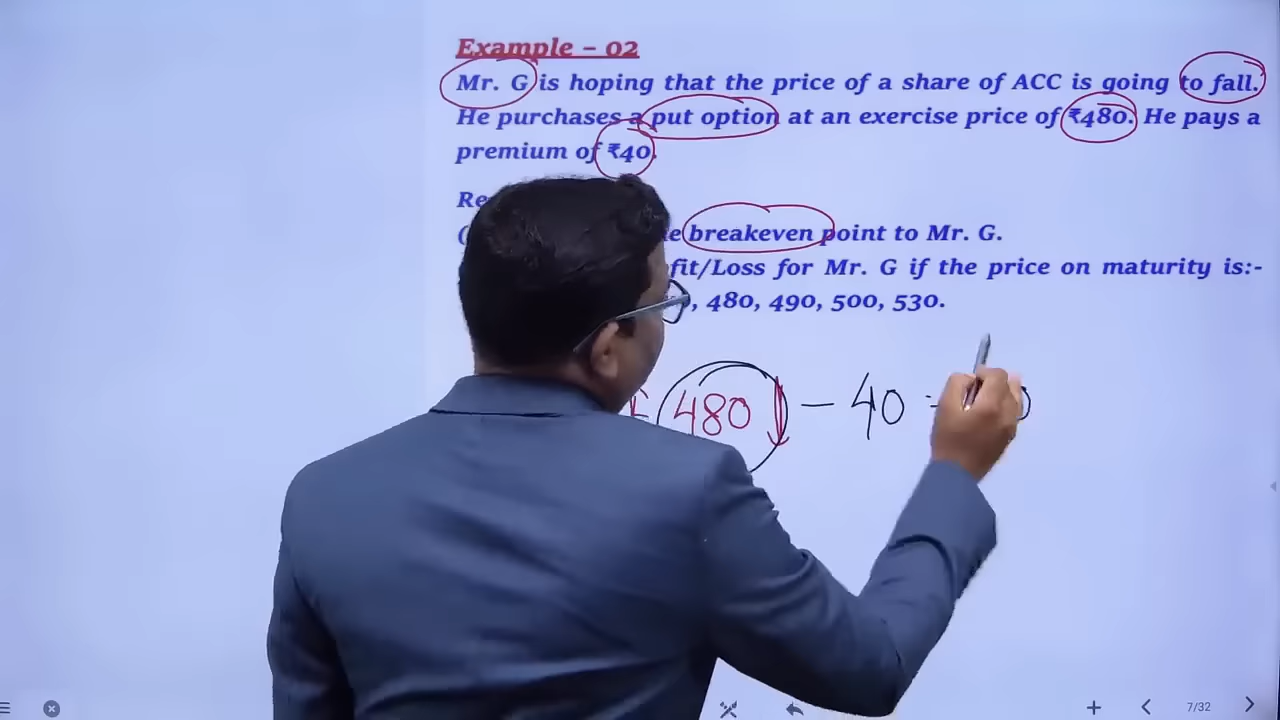 Example – 02
Mr. G is hoping that the price of a share of ACC is going to fall.
He purchases a put option at an exercise price of ₹480. He pays a
premium of ₹40.
Re
breakeven point to Mr. G.
fit/Loss for Mr. G if the price on maturity is:-
, 480, 490, 500, 530.
480 – 40
7/32